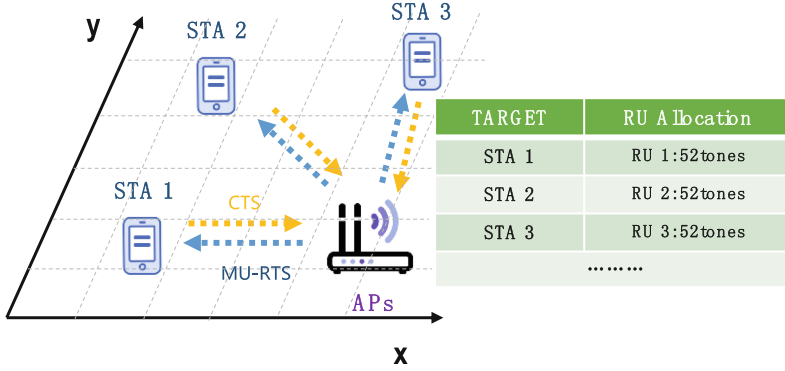 y
STA 2
STA 3
STA 1
CTS
MU-RTS
APs
x
TARGET RU Allocation
STA 1 RU 1:52tones
STA 2 RU 2:52tones
STA 3 RU 3:52tones
………